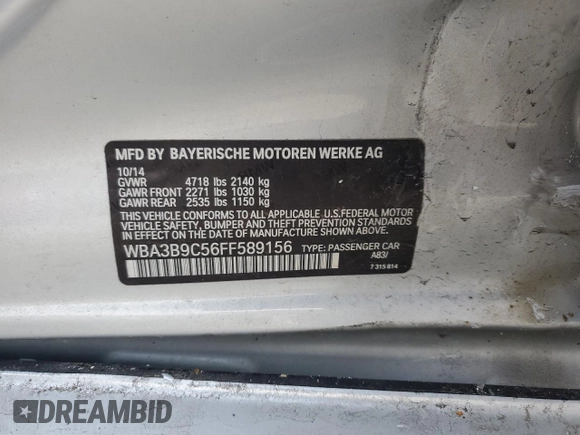 MFD BY BAYERISCHE MOTOREN WERKE AG
10/14
GVWR 4718 lbs 2140 kg
GAWR FRONT 2271 lbs 1030 kg
GAWR REAR 2535 lbs 1150 kg
THIS VEHICLE CONFORMS TO ALL APPLICABLE U.S.FEDERAL MOTOR
VEHICLE SAFETY, BUMPER AND THEFT PREVENTION STANDARDS
IN EFFECT ON THE DATE OF MANUFACTURE SHOWN ABOVE.
WBA3B9C56FF589156 TYPE: PASSENGER CAR
A83/
7 315 814
DREAMBID